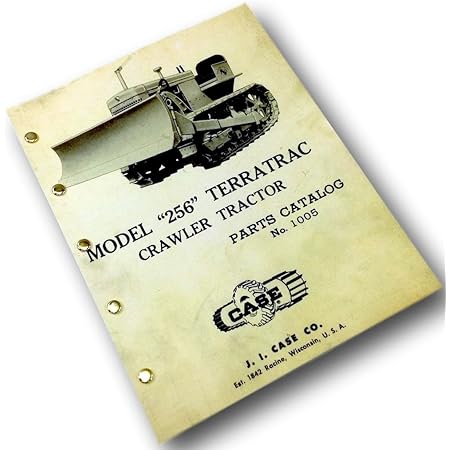 MODEL "256" TERRATRAC
CRAWLER TRACTOR
PARTS CATALOG
No. 1005
CASE
J. I. CASE CO.
Est. 1842 Racine, Wisconsin, U. S. A.